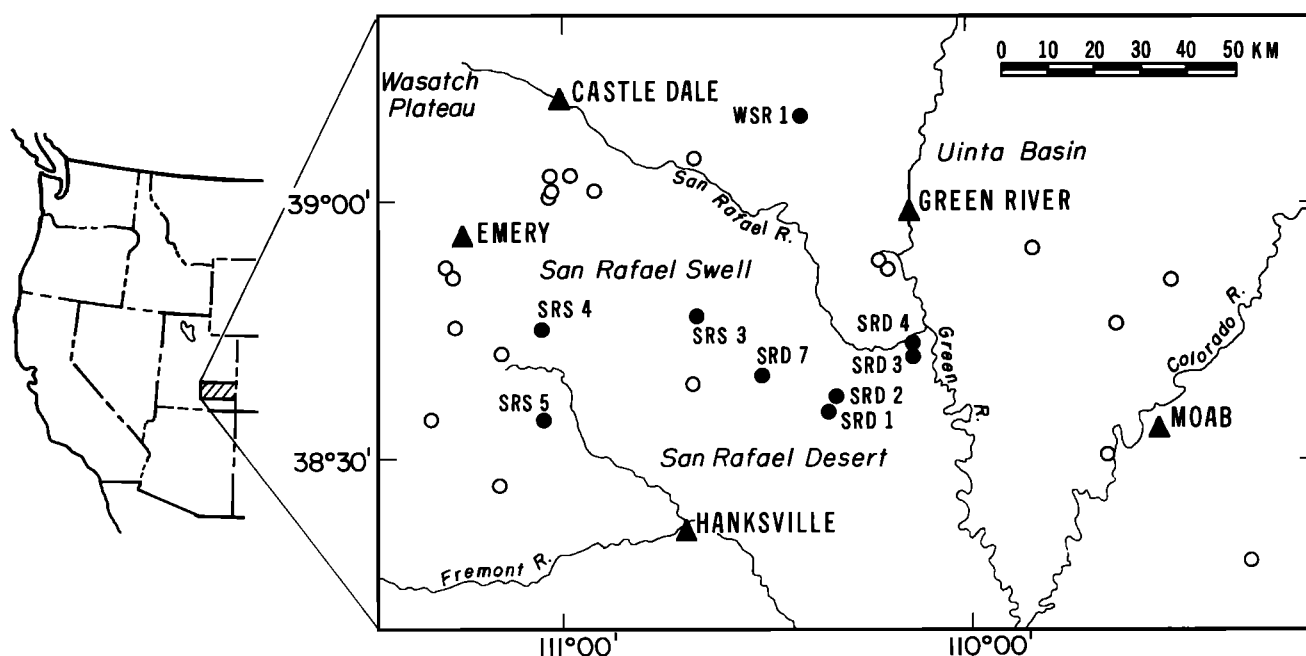 0 10 20 30 40 50 KM
Wasatch
Plateau
CASTLE DALE
WSR 1
Uinta Basin
San Rafael R.
39°00'
GREEN RIVER
EMERY
San Rafael Swell
SRS 4
SRS 3
SRD 4
SRD 3
SRD 7
Green R.
Colorado R.
SRD 2
SRD 1
SRS 5
MOAB
38°30'
San Rafael Desert
HANKSVILLE
Fremont R.
111°00'
110°00'